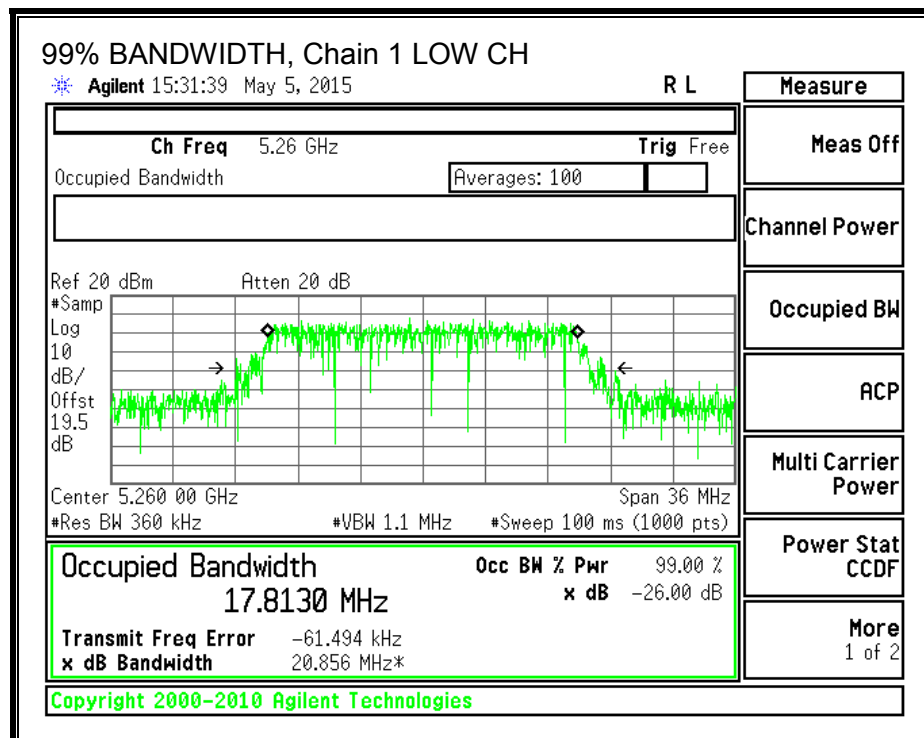 99% BANDWIDTH, Chain 1 LOW CH
Agilent 15:31:39 May 5, 2015 R L
Measure
Ch Freq 5.26 GHz Trig Free
Meas Off
Occupied Bandwidth Averages: 100
Channel Power
Ref 20 dBm Atten 20 dB
#Samp
Log
10
dB/
Offst
19.5
dB
Occupied BW
ACP
Multi Carrier
Power
Center 5.260 00 GHz Span 36 MHz
#Res BW 360 kHz #VBW 1.1 MHz #Sweep 100 ms (1000 pts)
Power Stat
CCDF
Occupied Bandwidth Occ BW % Pwr 99.00 %
17.8130 MHz x dB -26.00 dB
Transmit Freq Error -61.494 kHz
x dB Bandwidth 20.856 MHz*
More
1 of 2
Copyright 2000-2010 Agilent Technologies